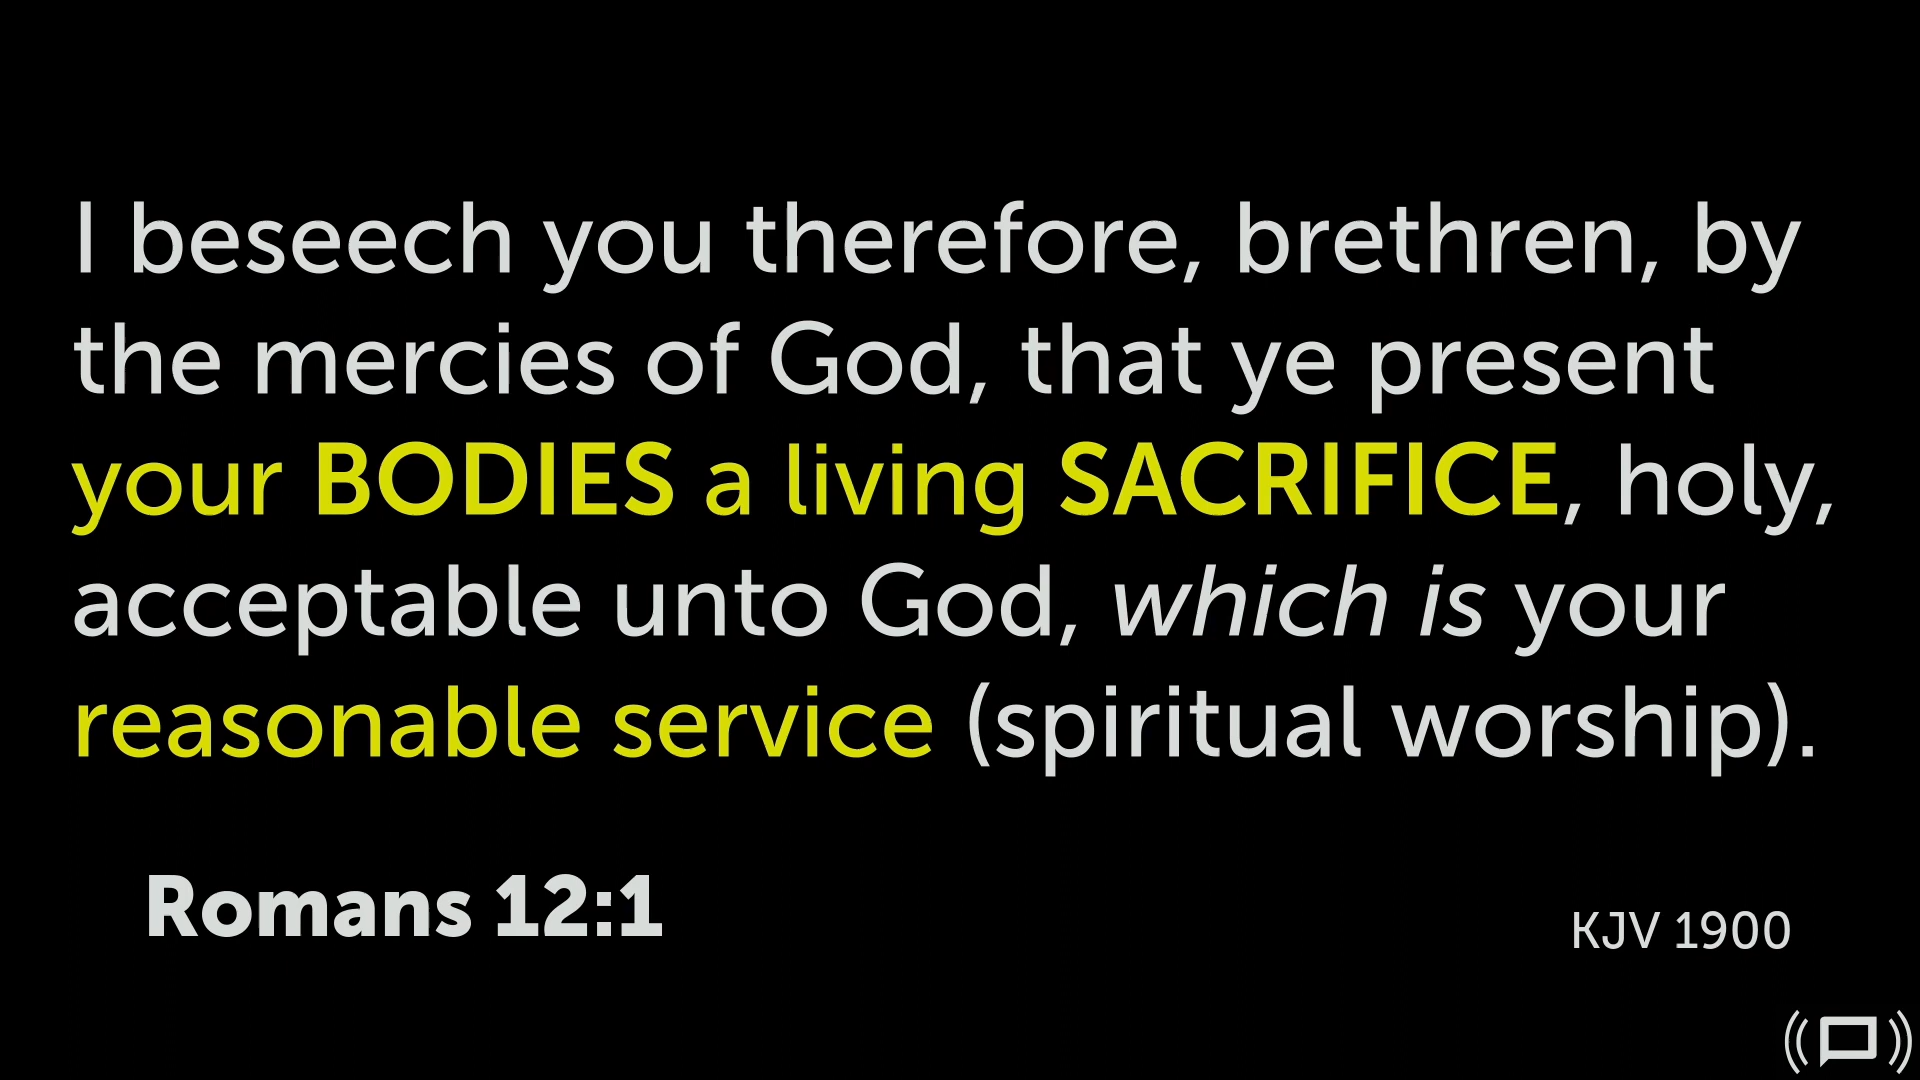 I beseech you therefore, brethren, by
the mercies of God, that ye present
your BODIES a living SACRIFICE, holy,
acceptable unto God, which is your
reasonable service (spiritual worship).
Romans 12:1
KJV 1900